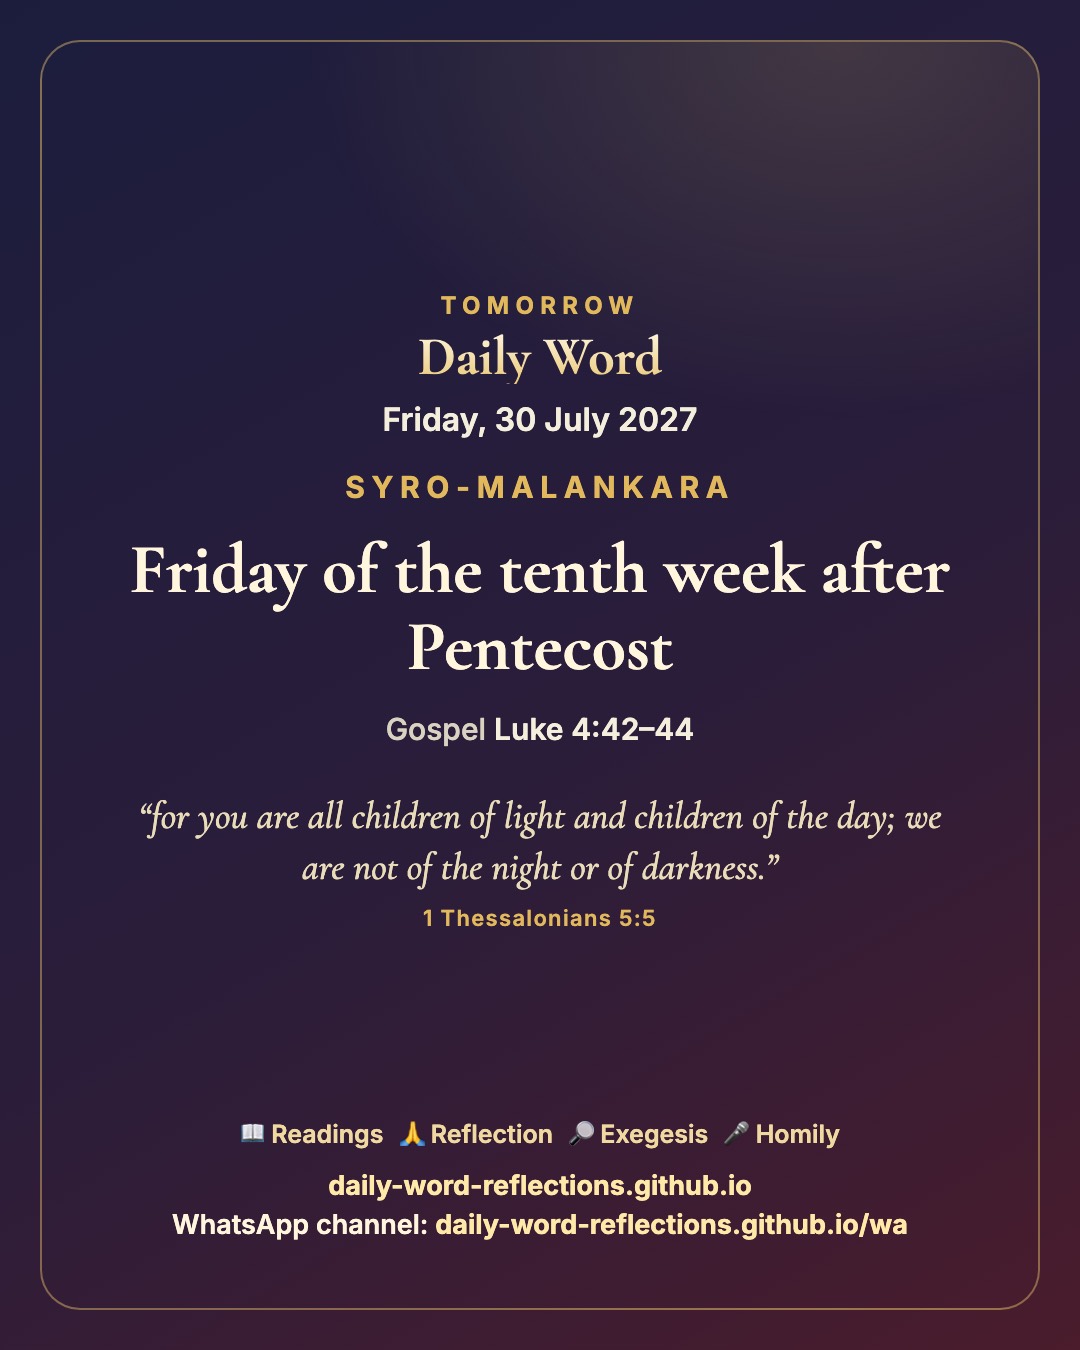 TOMORROW
Daily Word
Friday, 30 July 2027
SYRO-MALANKARA
Friday of the tenth week after
Pentecost
Gospel Luke 4:42–44
“for you are all children of light and children of the day; we
are not of the night or of darkness.”
1 Thessalonians 5:5
📖 Readings 🙏 Reflection 🔎 Exegesis 🎤 Homily
daily-word-reflections.github.io
WhatsApp channel: daily-word-reflections.github.io/wa